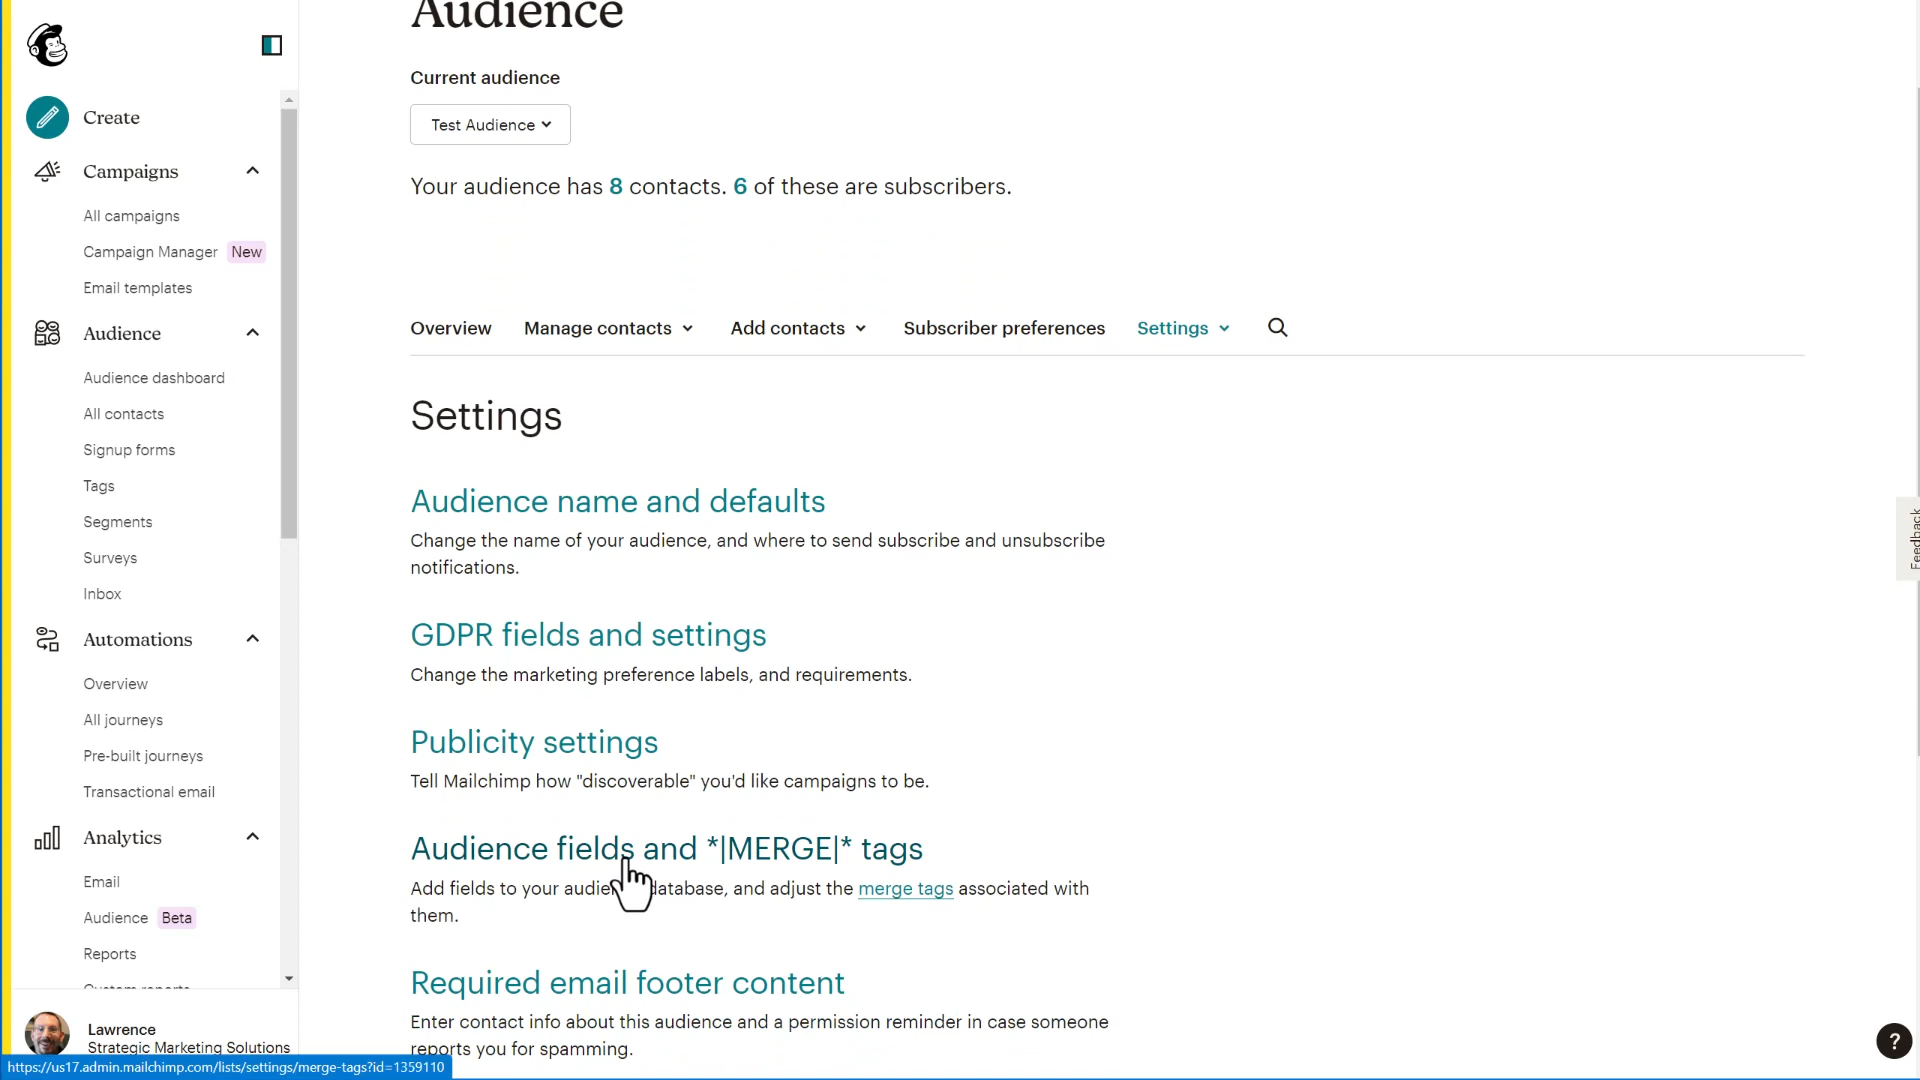 Audience
Current audience
Test Audience
Your audience has 8 contacts. 6 of these are subscribers.
Create
Campaigns
All campaigns
Campaign Manager New
Email templates
Audience
Audience dashboard
All contacts
Signup forms
Tags
Segments
Surveys
Inbox
Automations
Overview
All journeys
Pre-built journeys
Transactional email
Analytics
Email
Audience Beta
Reports
Custom reports
Lawrence
Strategic Marketing Solutions
https://us17.admin.mailchimp.com/lists/settings/merge-tags?id=1359110
Overview Manage contacts Add contacts Subscriber preferences Settings
Settings
Audience name and defaults
Change the name of your audience, and where to send subscribe and unsubscribe
notifications.
GDPR fields and settings
Change the marketing preference labels, and requirements.
Publicity settings
Tell Mailchimp how "discoverable" you'd like campaigns to be.
Audience fields and *|MERGE|* tags
Add fields to your audience database, and adjust the merge tags associated with
them.
Required email footer content
Enter contact info about this audience and a permission reminder in case someone
reports you for spamming.
Feedback
?